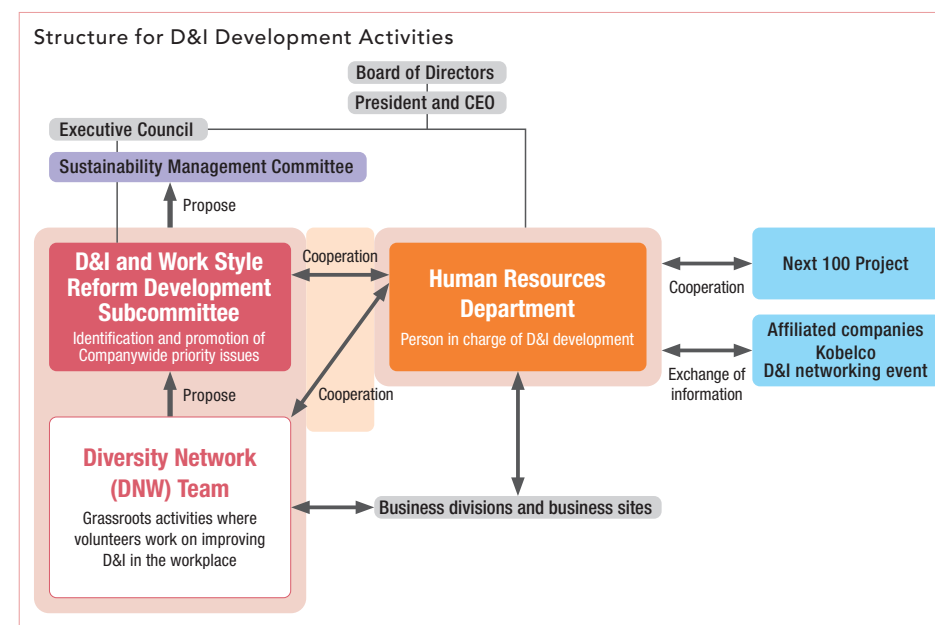 Structure for D&I Development Activities
Board of Directors
President and CEO
Executive Council
Sustainability Management Committee
Propose
D&I and Work Style
Reform Development
Subcommittee
Identification and promotion of
Companywide priority issues
Cooperation
Human Resources
Department
Person in charge of D&I development
Cooperation
Next 100 Project
Exchange of
information
Affiliated companies
Kobelco
D&I networking event
Propose
Cooperation
Diversity Network
(DNW) Team
Grassroots activities where
volunteers work on improving
D&I in the workplace
Business divisions and business sites